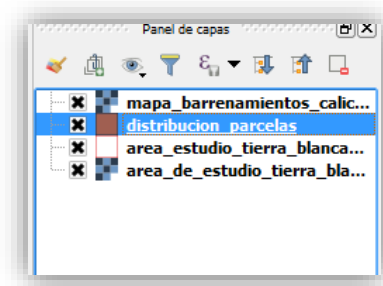 Panel de capas
mapa_barrenamientos_calic...
distribucion_parcelas
area_estudio_tierra_blanca...
area_de_estudio_tierra_bla...